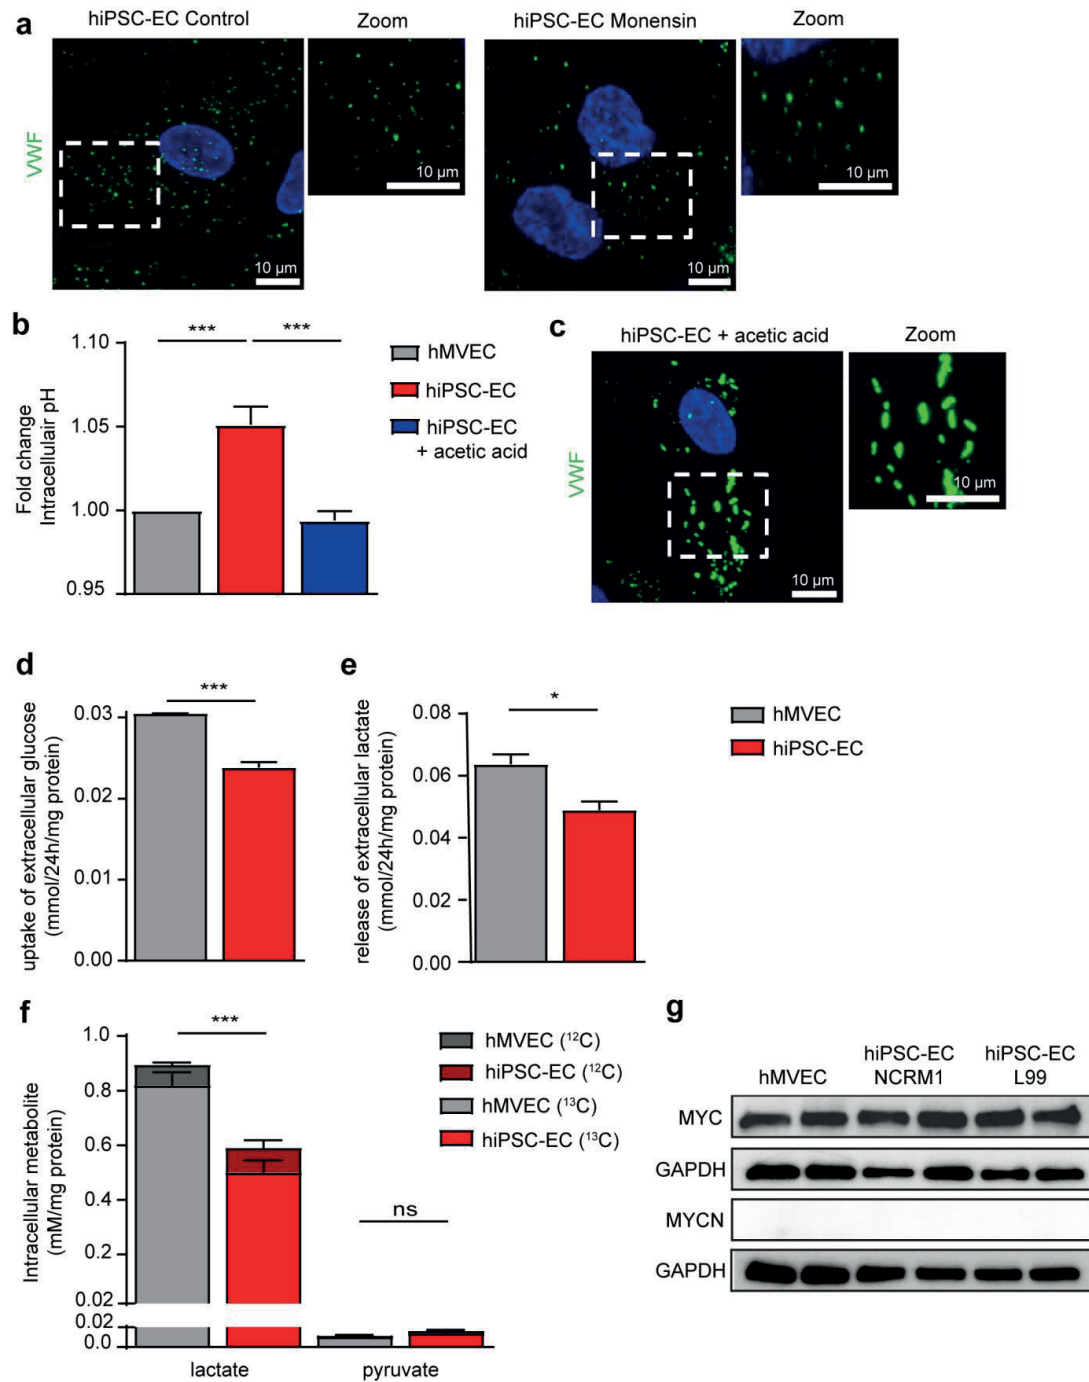 a
hiPSC-EC Control
Zoom
hiPSC-EC Monensin
Zoom
VWF
10 µm
10 µm
10 µm
10 µm
b
1.10
1.05
1.00
0.95
Fold change
Intracellulair pH
***
***
hMVEC
hiPSC-EC
hiPSC-EC
+ acetic acid
c
hiPSC-EC + acetic acid
Zoom
VWF
10 µm
10 µm
d
uptake of extracellular glucose
(mmol/24h/mg protein)
0.03
0.02
0.01
0.00
***
e
release of extracellular lactate
(mmol/24h/mg protein)
0.08
0.06
0.04
0.02
0.00
*
hMVEC
hiPSC-EC
f
Intracellular metabolite
(mM/mg protein)
1.0
0.8
0.6
0.4
0.2
0.02
0.02
0.0
***
ns
lactate
pyruvate
hMVEC (¹²C)
hiPSC-EC (¹²C)
hMVEC (¹³C)
hiPSC-EC (¹³C)
g
hMVEC
hiPSC-EC
NCRM1
hiPSC-EC
L99
MYC
GAPDH
MYCN
GAPDH